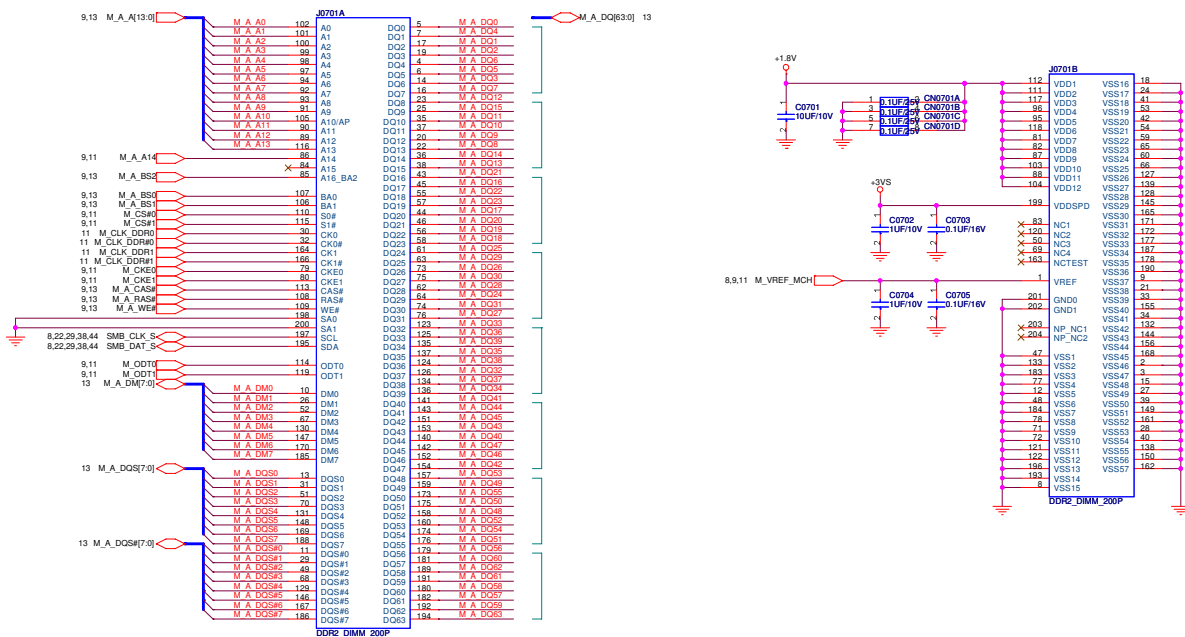 J0701A
9,13 M_A_A[13:0]
M_A_DQ[63:0] 13
M_A_A0 102 A0 DQ0 5 M_A_DQ0
M_A_A1 101 A1 DQ1 7 M_A_DQ4
M_A_A2 100 A2 DQ2 17 M_A_DQ1
M_A_A3 99 A3 DQ3 19 M_A_DQ2
M_A_A4 98 A4 DQ4 4 M_A_DQ6
M_A_A5 97 A5 DQ5 6 M_A_DQ5
M_A_A6 94 A6 DQ6 14 M_A_DQ3
M_A_A7 92 A7 DQ7 16 M_A_DQ7
M_A_A8 93 A8 DQ8 23 M_A_DQ12
M_A_A9 91 A9 DQ9 25 M_A_DQ15
M_A_A10 105 A10/AP DQ10 35 M_A_DQ11
M_A_A11 90 A11 DQ11 37 M_A_DQ10
M_A_A12 89 A12 DQ12 20 M_A_DQ9
M_A_A13 116 A13 DQ13 22 M_A_DQ8
9,11 M_A_A14 86 A14 DQ14 36 M_A_DQ14
84 A15 DQ15 38 M_A_DQ13
9,13 M_A_BS2 85 A16_BA2 DQ16 43 M_A_DQ21
DQ17 45 M_A_DQ16
9,13 M_A_BS0 107 BA0 DQ18 55 M_A_DQ22
9,13 M_A_BS1 106 BA1 DQ19 57 M_A_DQ23
9,11 M_CS#0 110 S0# DQ20 44 M_A_DQ17
9,11 M_CS#1 115 S1# DQ21 46 M_A_DQ20
11 M_CLK_DDR0 30 CK0 DQ22 56 M_A_DQ19
11 M_CLK_DDR#0 32 CK0# DQ23 58 M_A_DQ18
11 M_CLK_DDR1 164 CK1 DQ24 61 M_A_DQ25
11 M_CLK_DDR#1 166 CK1# DQ25 63 M_A_DQ29
9,11 M_CKE0 79 CKE0 DQ26 73 M_A_DQ26
9,11 M_CKE1 80 CKE1 DQ27 75 M_A_DQ30
9,13 M_A_CAS# 113 CAS# DQ28 62 M_A_DQ28
9,13 M_A_RAS# 108 RAS# DQ29 64 M_A_DQ24
9,13 M_A_WE# 109 WE# DQ30 74 M_A_DQ31
198 SA0 DQ31 76 M_A_DQ27
200 SA1 DQ32 123 M_A_DQ33
8,22,29,38,44 SMB_CLK_S 197 SCL DQ33 125 M_A_DQ36
8,22,29,38,44 SMB_DAT_S 195 SDA DQ34 135 M_A_DQ39
DQ35 137 M_A_DQ35
9,11 M_ODT0 114 ODT0 DQ36 124 M_A_DQ38
9,11 M_ODT1 119 ODT1 DQ37 126 M_A_DQ32
13 M_A_DM[7:0] DQ38 134 M_A_DQ37
M_A_DM0 10 DM0 DQ39 136 M_A_DQ34
M_A_DM1 26 DM1 DQ40 141 M_A_DQ41
M_A_DM2 52 DM2 DQ41 143 M_A_DQ44
M_A_DM3 67 DM3 DQ42 151 M_A_DQ45
M_A_DM4 130 DM4 DQ43 153 M_A_DQ43
M_A_DM5 147 DM5 DQ44 140 M_A_DQ40
M_A_DM6 170 DM6 DQ45 142 M_A_DQ47
M_A_DM7 185 DM7 DQ46 152 M_A_DQ46
13 M_A_DQS[7:0] DQ47 154 M_A_DQ42
M_A_DQS0 13 DQS0 DQ48 157 M_A_DQ53
M_A_DQS1 31 DQS1 DQ49 159 M_A_DQ49
M_A_DQS2 51 DQS2 DQ50 173 M_A_DQ55
M_A_DQS3 70 DQS3 DQ51 175 M_A_DQ50
M_A_DQS4 131 DQS4 DQ52 158 M_A_DQ48
M_A_DQS5 148 DQS5 DQ53 160 M_A_DQ52
M_A_DQS6 169 DQS6 DQ54 174 M_A_DQ54
M_A_DQS7 188 DQS7 DQ55 176 M_A_DQ51
13 M_A_DQS#[7:0]
M_A_DQS#0 11 DQS#0 DQ56 179 M_A_DQ56
M_A_DQS#1 29 DQS#1 DQ57 181 M_A_DQ60
M_A_DQS#2 49 DQS#2 DQ58 189 M_A_DQ62
M_A_DQS#3 68 DQS#3 DQ59 191 M_A_DQ61
M_A_DQS#4 129 DQS#4 DQ60 180 M_A_DQ58
M_A_DQS#5 146 DQS#5 DQ61 182 M_A_DQ57
M_A_DQS#6 167 DQS#6 DQ62 192 M_A_DQ59
M_A_DQS#7 186 DQS#7 DQ63 194 M_A_DQ63
DDR2_DIMM_200P
+1.8V
1 C0701
10UF/10V
2
1 0.1UF/25V 2 CN0701A
3 0.1UF/25V 4 CN0701B
5 0.1UF/25V 6 CN0701C
7 0.1UF/25V 8 CN0701D
+3VS
1 C0702
1UF/10V
2
1 C0703
0.1UF/16V
2
8,9,11 M_VREF_MCH
1 C0704
1UF/10V
2
1 C0705
0.1UF/16V
2
J0701B
112 VDD1 VSS16 18
111 VDD2 VSS17 24
117 VDD3 VSS18 41
96 VDD4 VSS19 53
95 VDD5 VSS20 42
118 VDD6 VSS21 54
81 VDD7 VSS22 59
82 VDD8 VSS23 65
87 VDD9 VSS24 60
103 VDD10 VSS25 66
88 VDD11 VSS26 127
104 VDD12 VSS27 139
VSS28 128
199 VDDSPD VSS29 145
VSS30 165
83 NC1 VSS31 171
120 NC2 VSS32 172
50 NC3 VSS33 177
69 NC4 VSS34 187
163 NCTEST VSS35 178
VSS36 190
1 VREF VSS37 9
VSS38 21
201 GND0 VSS39 33
202 GND1 VSS40 155
VSS41 34
203 NP_NC1 VSS42 132
204 NP_NC2 VSS43 144
VSS44 156
47 VSS1 VSS45 168
133 VSS2 VSS46 2
183 VSS3 VSS47 3
77 VSS4 VSS48 15
12 VSS5 VSS49 27
48 VSS6 VSS50 39
184 VSS7 VSS51 149
78 VSS8 VSS52 161
71 VSS9 VSS53 28
72 VSS10 VSS54 40
121 VSS11 VSS55 138
122 VSS12 VSS56 150
196 VSS13 VSS57 162
193 VSS14
8 VSS15
DDR2_DIMM_200P